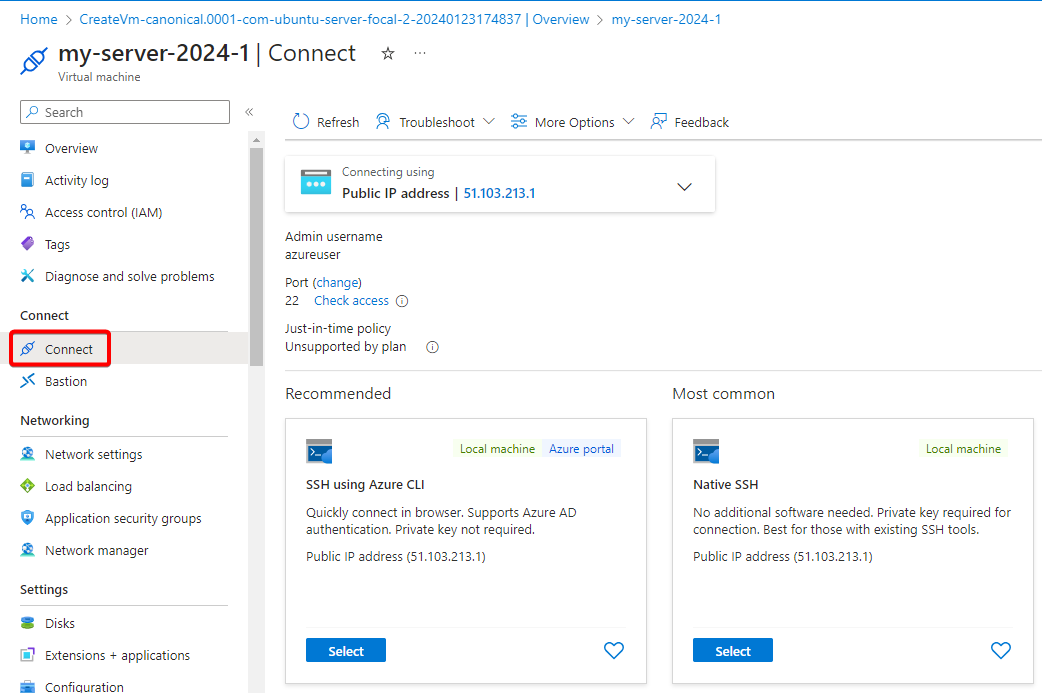 Home > CreateVm-canonical.0001-com-ubuntu-server-focal-2-20240123174837 | Overview > my-server-2024-1
my-server-2024-1 | Connect
Virtual machine
Search
Overview
Activity log
Access control (IAM)
Tags
Diagnose and solve problems
Connect
Connect
Bastion
Networking
Network settings
Load balancing
Application security groups
Network manager
Settings
Disks
Extensions + applications
Configuration
Refresh
Troubleshoot
More Options
Feedback
Connecting using
Public IP address | 51.103.213.1
Admin username
azureuser
Port (change)
22 Check access
Just-in-time policy
Unsupported by plan
Recommended
Local machine
Azure portal
SSH using Azure CLI
Quickly connect in browser. Supports Azure AD
authentication. Private key not required.
Public IP address (51.103.213.1)
Select
Most common
Local machine
Native SSH
No additional software needed. Private key required for
connection. Best for those with existing SSH tools.
Public IP address (51.103.213.1)
Select